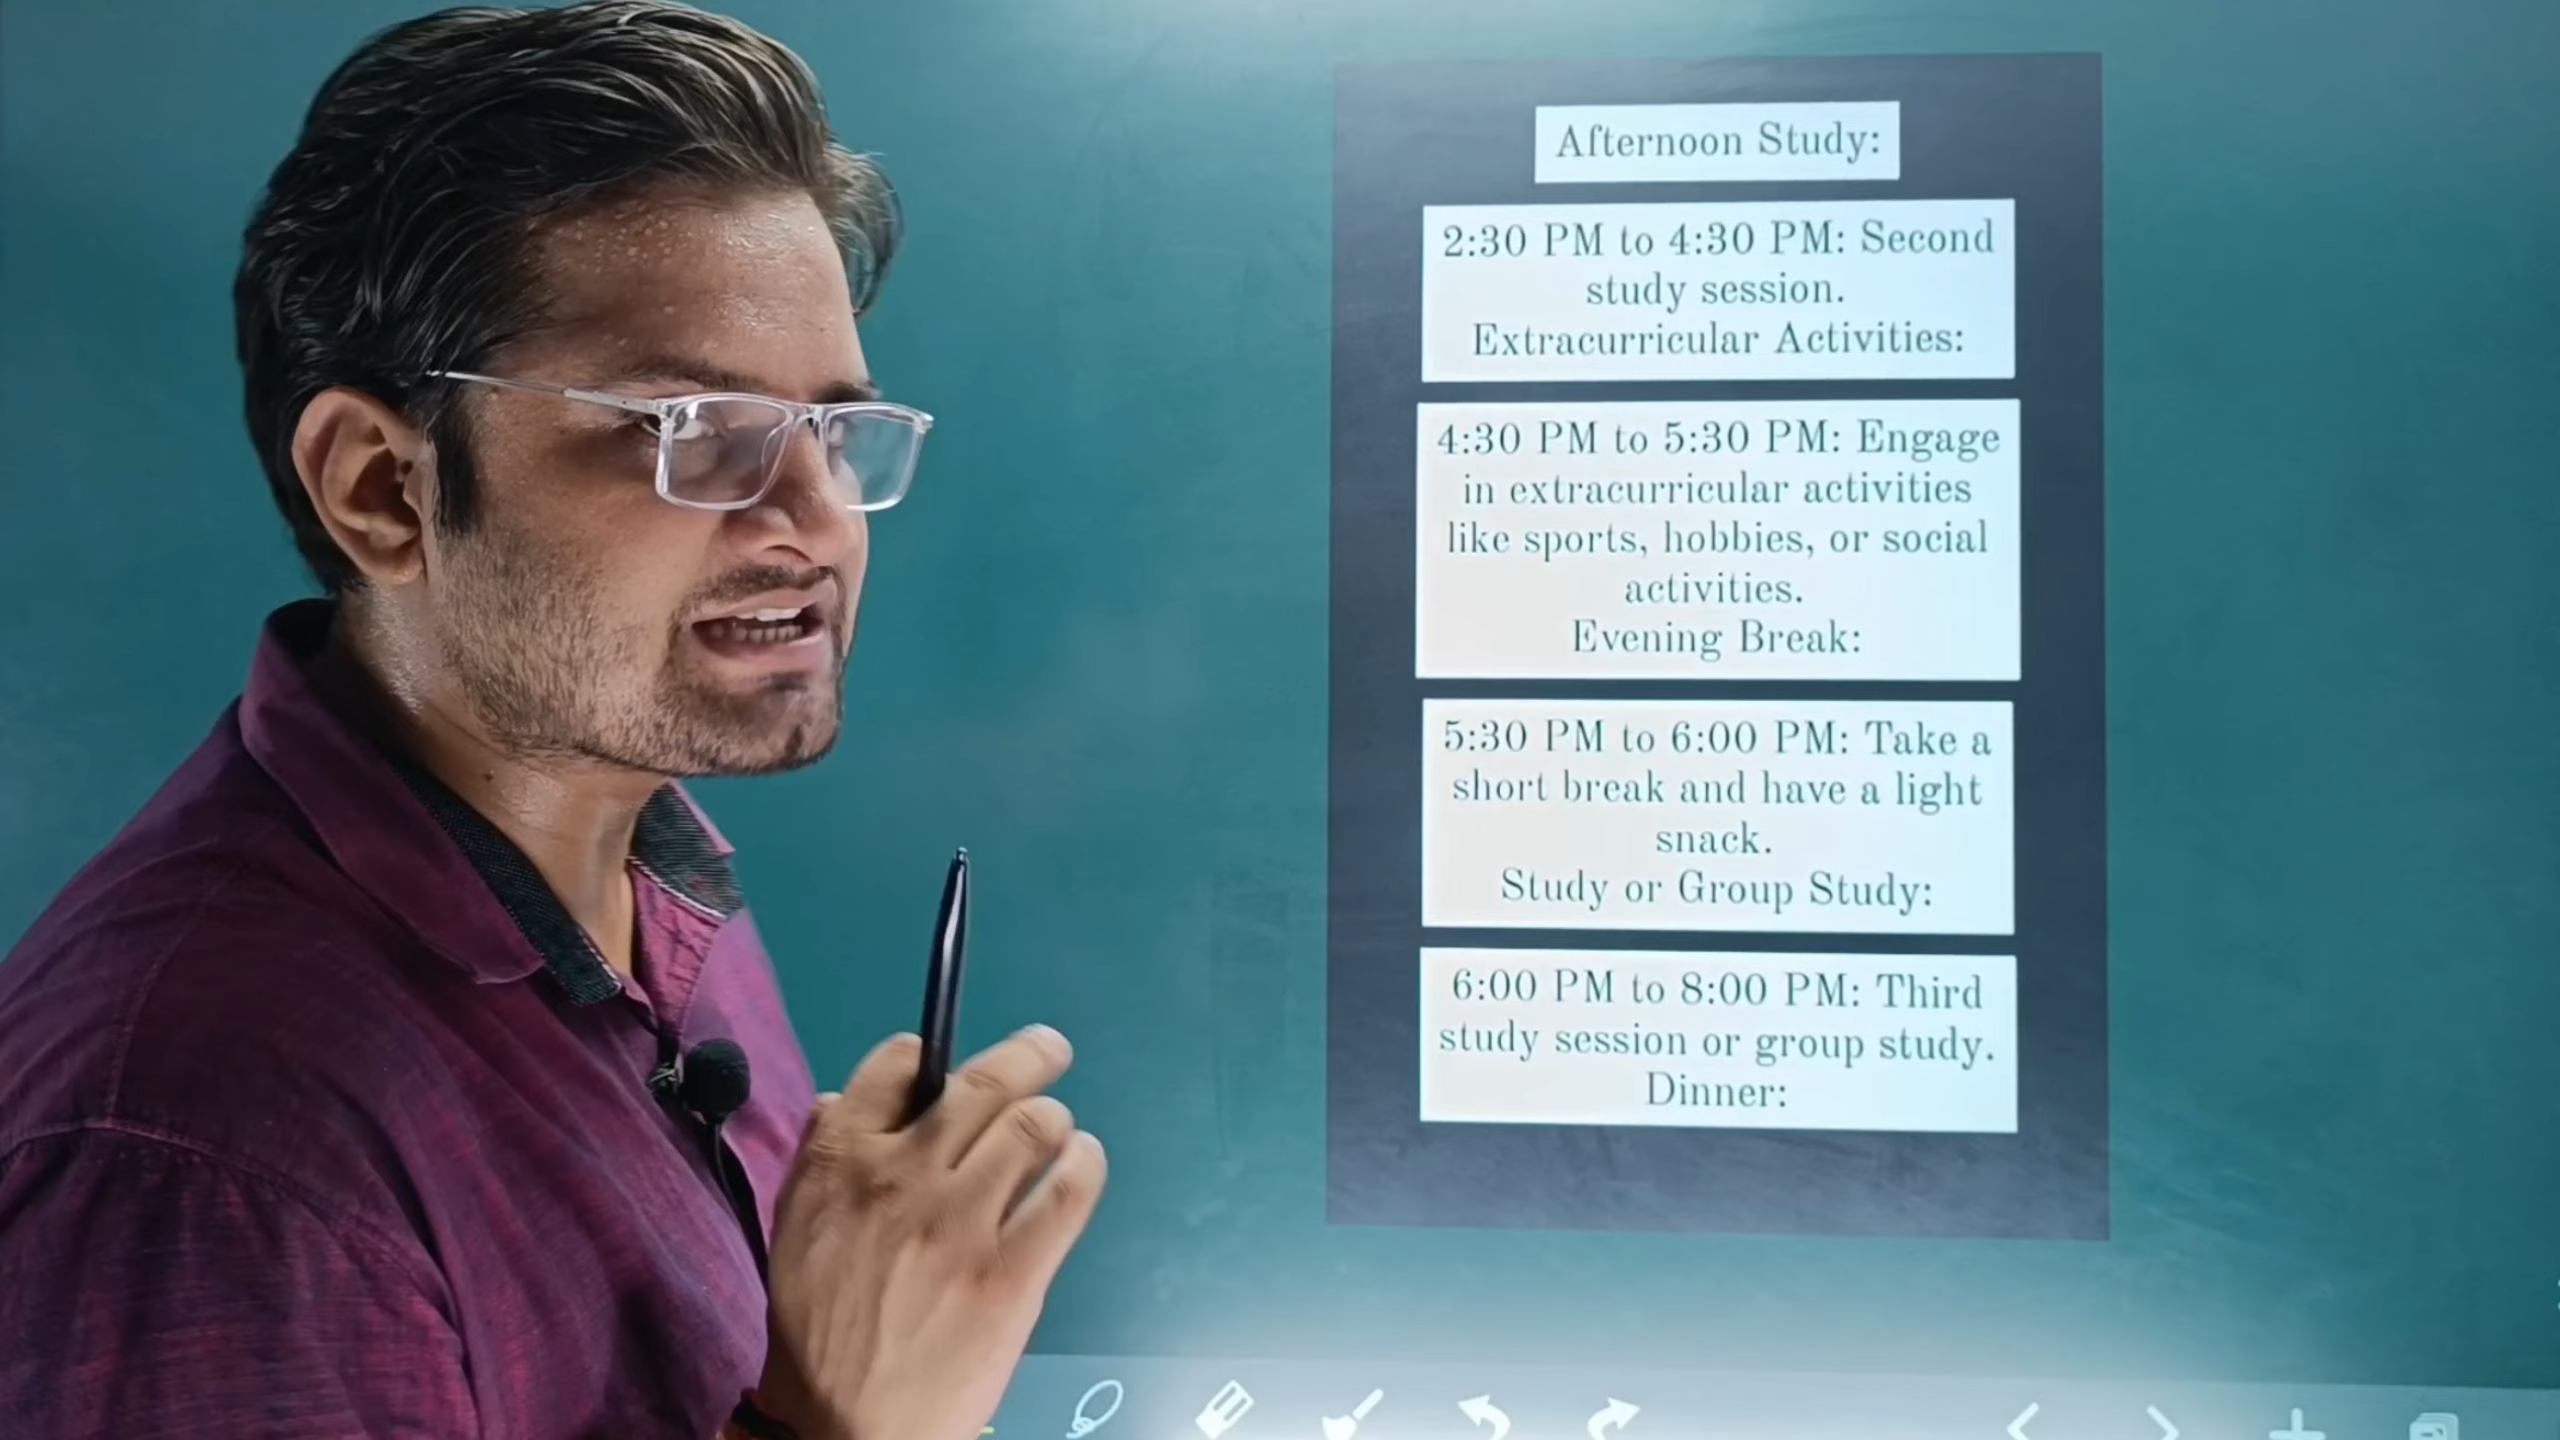 Afternoon Study:
2:30 PM to 4:30 PM: Second
study session.
Extracurricular Activities:
4:30 PM to 5:30 PM: Engage
in extracurricular activities
like sports, hobbies, or social
activities.
Evening Break:
5:30 PM to 6:00 PM: Take a
short break and have a light
snack.
Study or Group Study:
6:00 PM to 8:00 PM: Third
study session or group study.
Dinner: